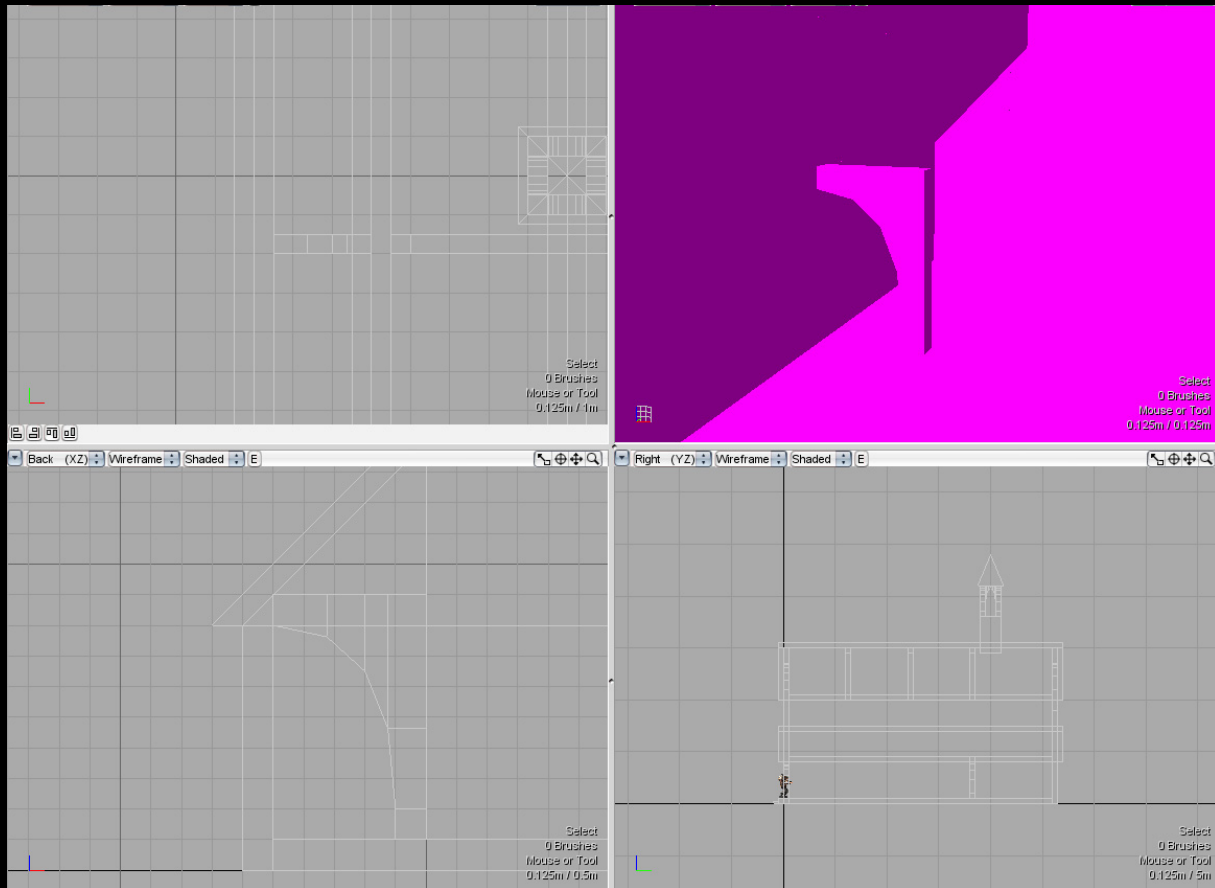 Select
0 Brushes
Mouse or Tool
0.125m / 1m
Select
0 Brushes
Mouse or Tool
0.125m / 0.125m
Back (XZ) Wireframe Shaded E
Right (YZ) Wireframe Shaded E
Select
0 Brushes
Mouse or Tool
0.125m / 0.5m
Select
0 Brushes
Mouse or Tool
0.125m / 5m